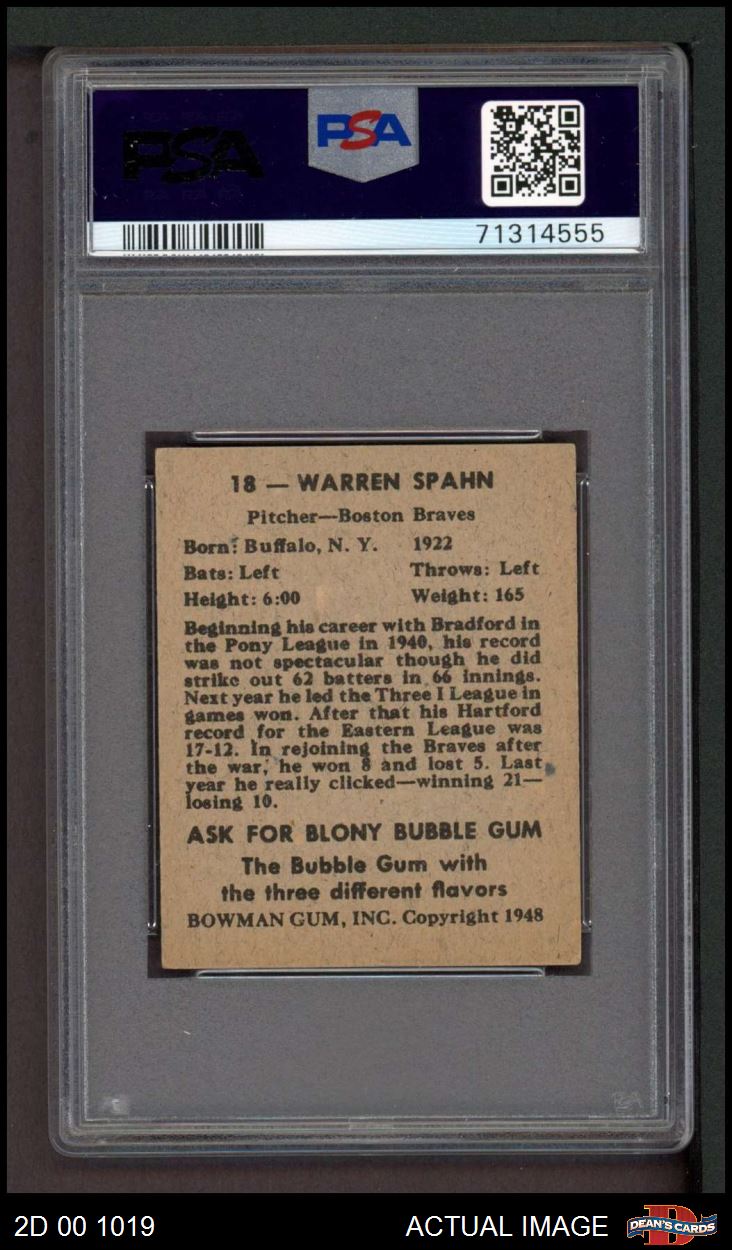 PSA
PSA
71314555
18 — WARREN SPAHN
Pitcher—Boston Braves
Born: Buffalo, N. Y. 1922
Bats: Left Throws: Left
Height: 6:00 Weight: 165
Beginning his career with Bradford in
the Pony League in 1940, his record
was not spectacular though he did
strike out 62 batters in 66 innings.
Next year he led the Three I League in
games won. After that his Hartford
record for the Eastern League was
17-12. In rejoining the Braves after
the war, he won 8 and lost 5. Last
year he really clicked—winning 21—
losing 10.
ASK FOR BLONY BUBBLE GUM
The Bubble Gum with
the three different flavors
BOWMAN GUM, INC. Copyright 1948
PSA
2D 00 1019 ACTUAL IMAGE DEAN'S CARDS